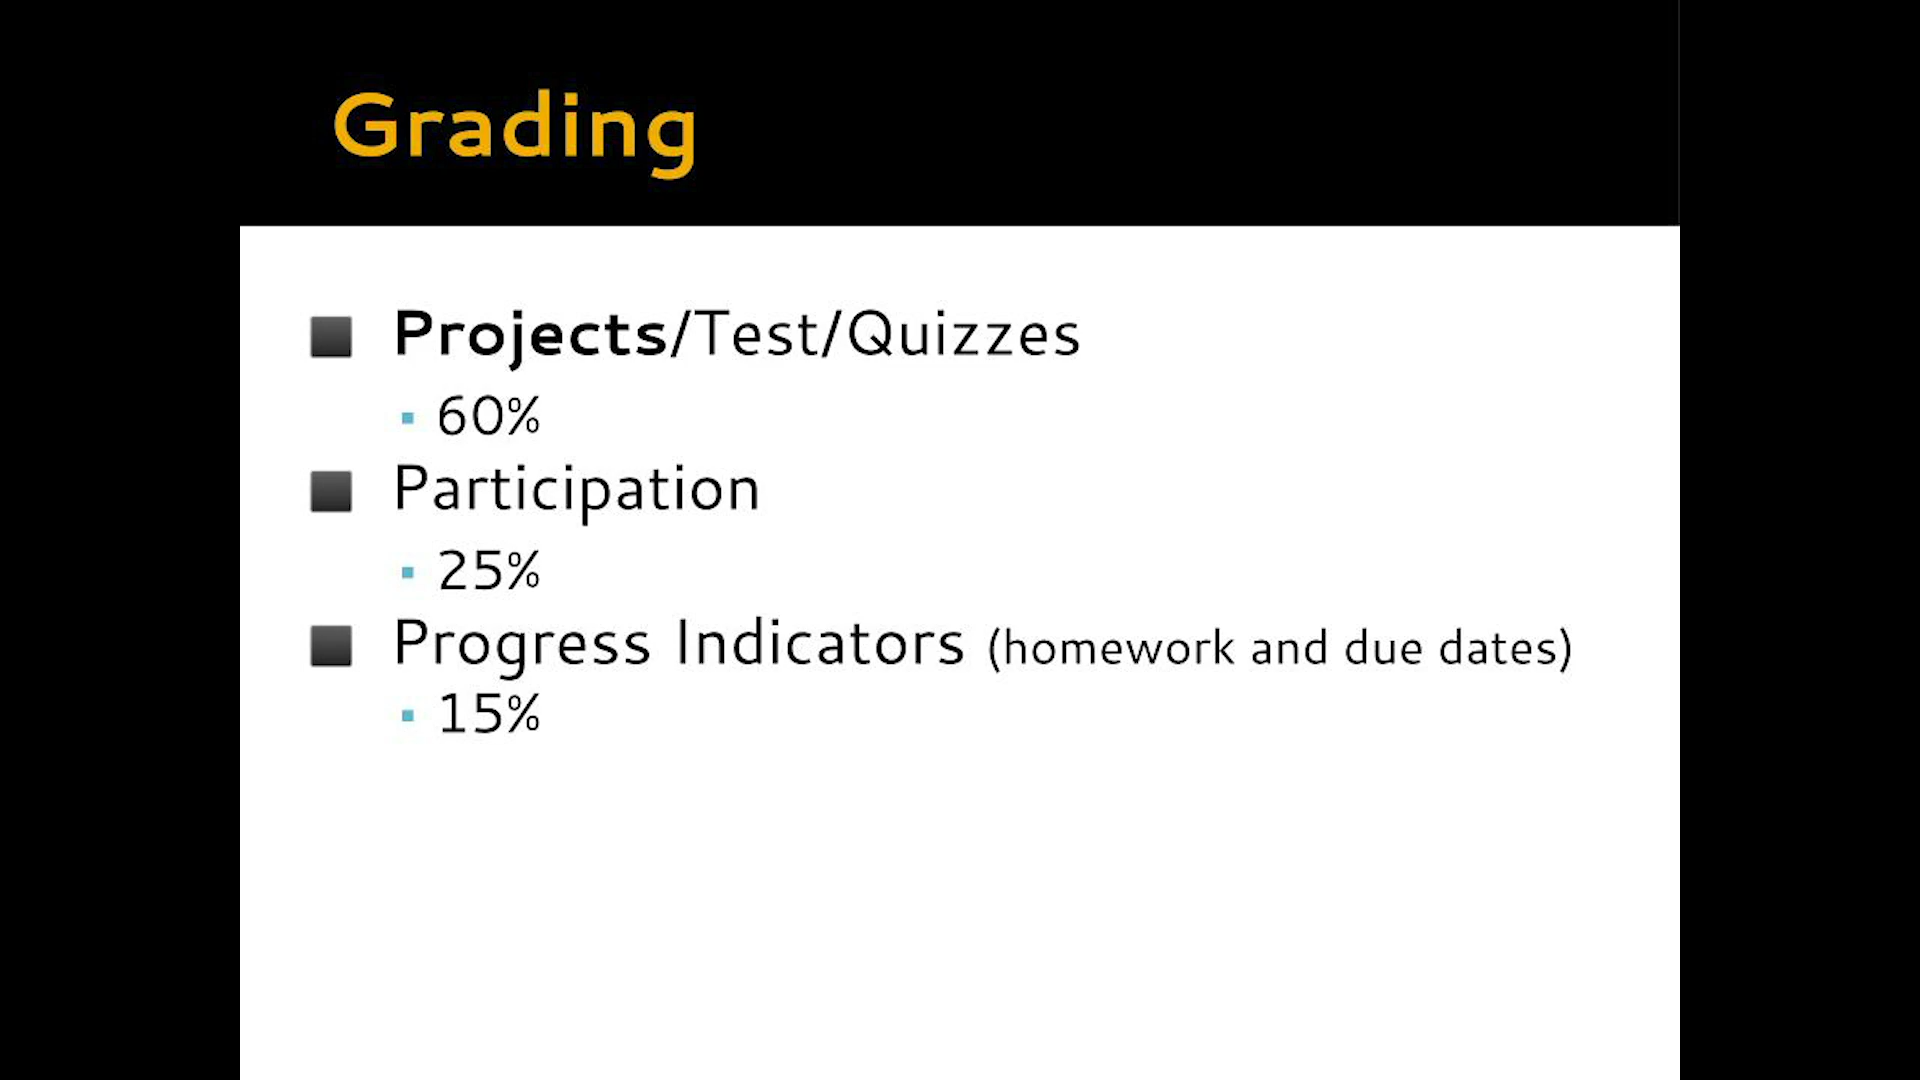 Grading
Projects/Test/Quizzes
60%
Participation
25%
Progress Indicators (homework and due dates)
15%